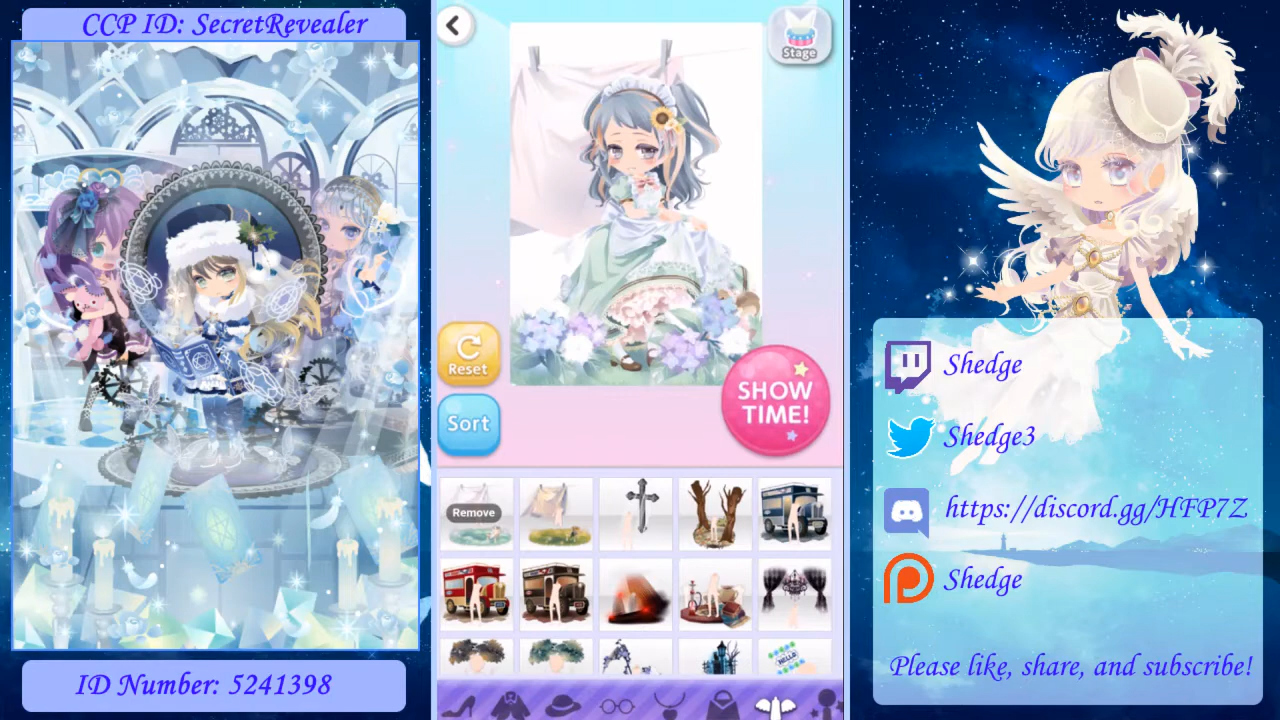 CCP ID: SecretRevealer
ID Number: 5241398
Stage
Reset
Sort
SHOW
TIME!
Remove
HELLO
Shedge
Shedge3
https://discord.gg/HFP7Z
Shedge
Please like, share, and subscribe!